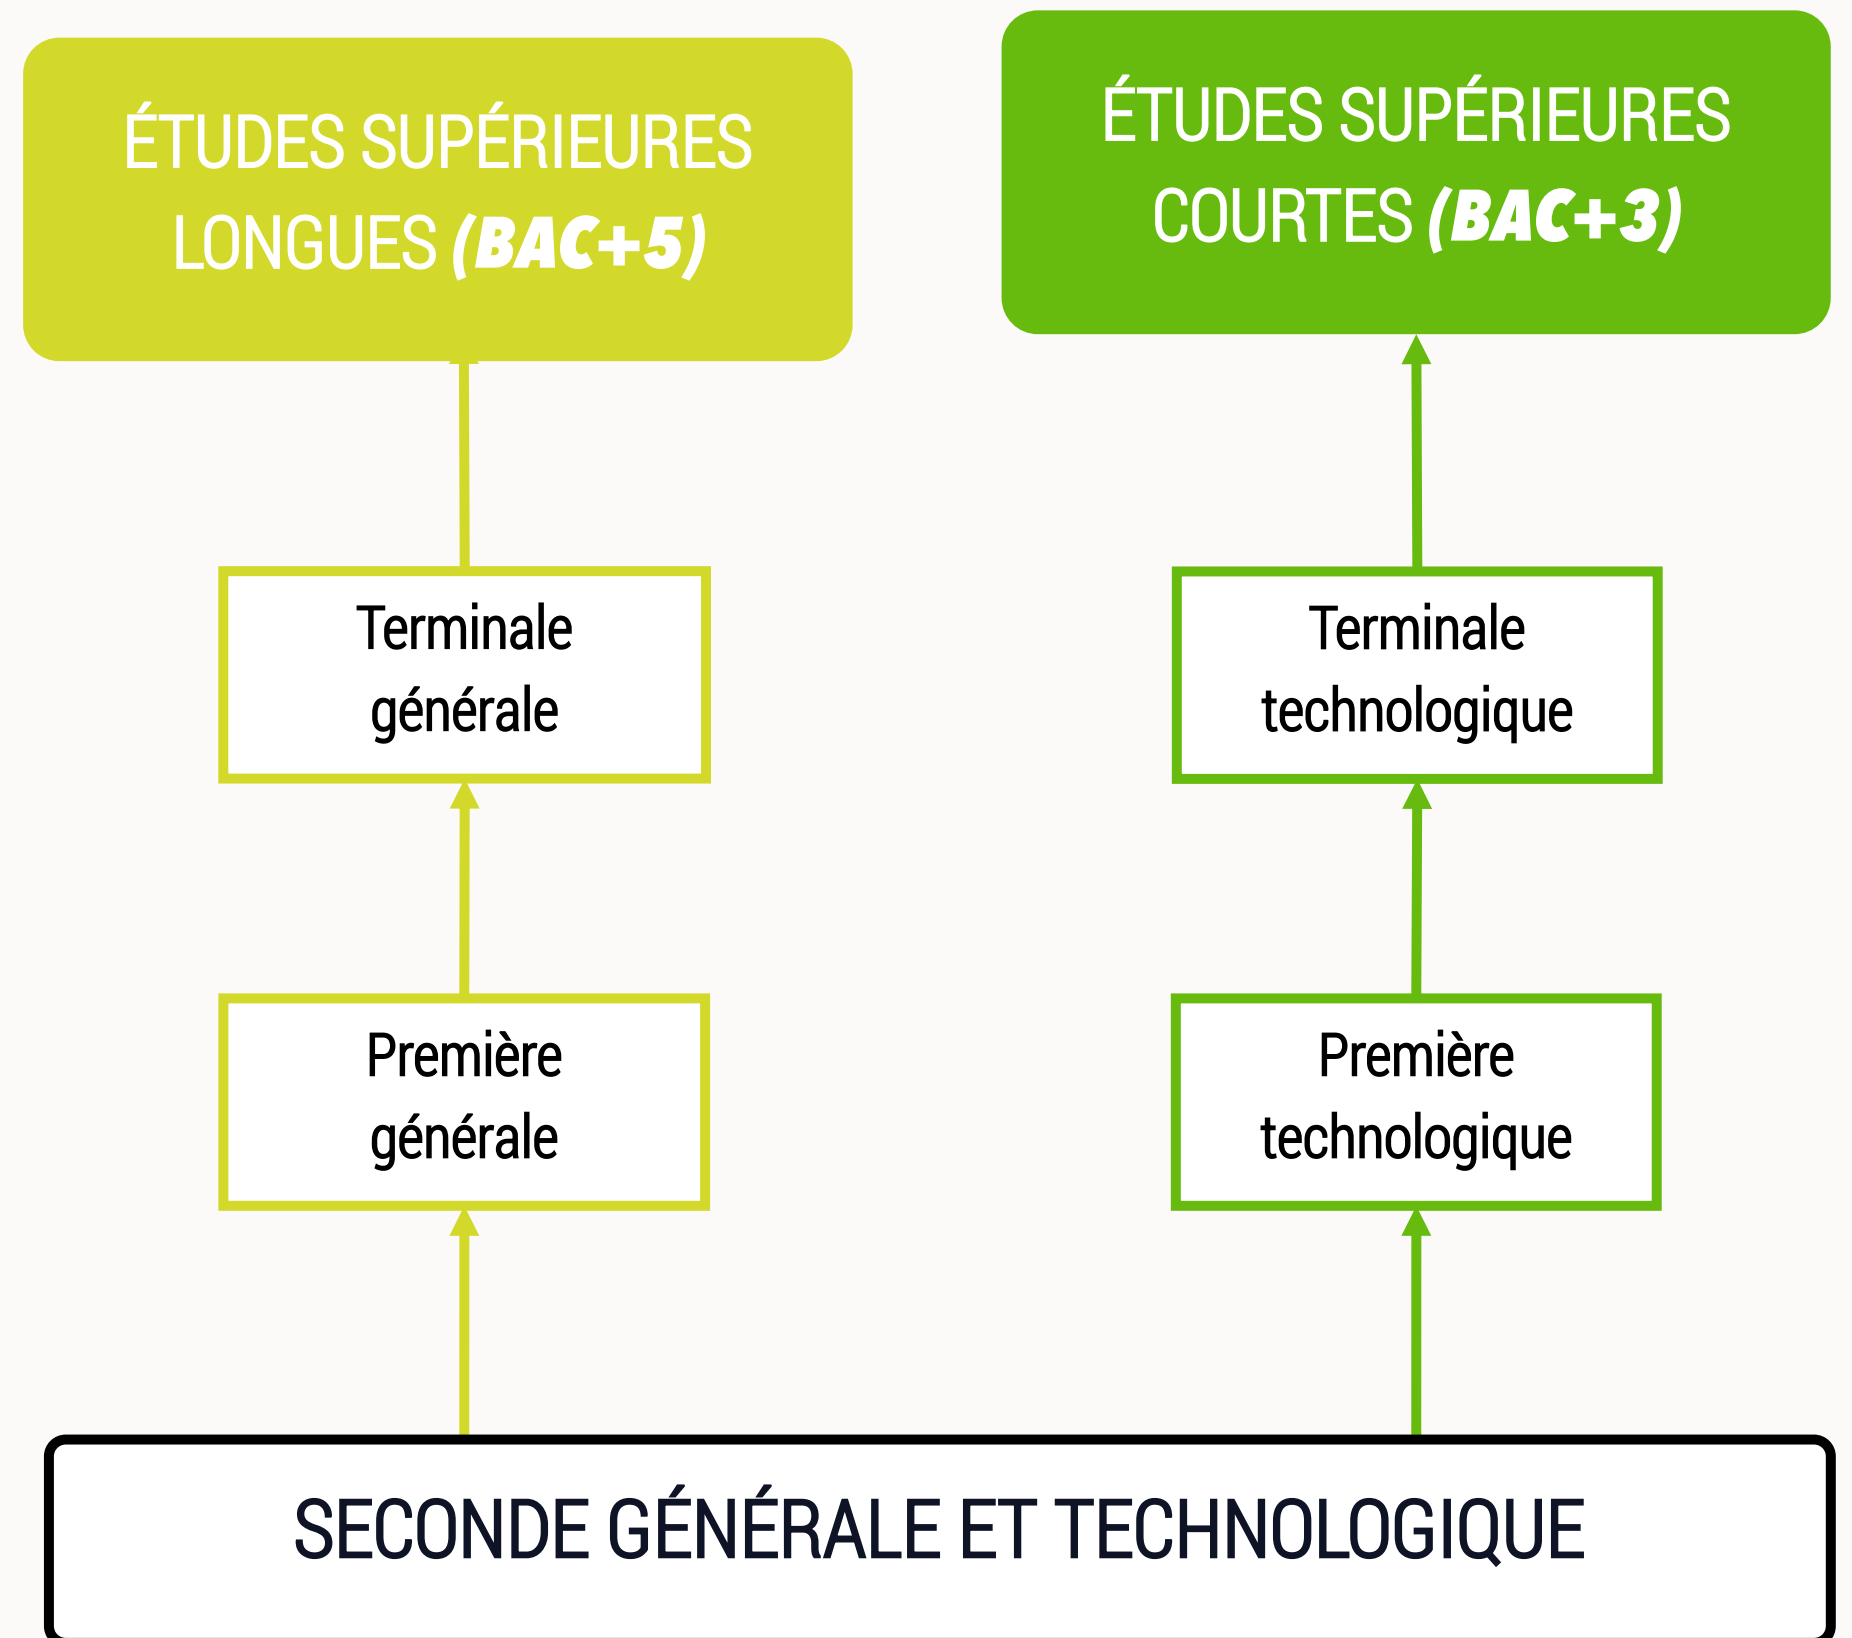 ÉTUDES SUPÉRIEURES
LONGUES (BAC+5)
ÉTUDES SUPÉRIEURES
COURTES (BAC+3)
Terminale
générale
Terminale
technologique
Première
générale
Première
technologique
SECONDE GÉNÉRALE ET TECHNOLOGIQUE